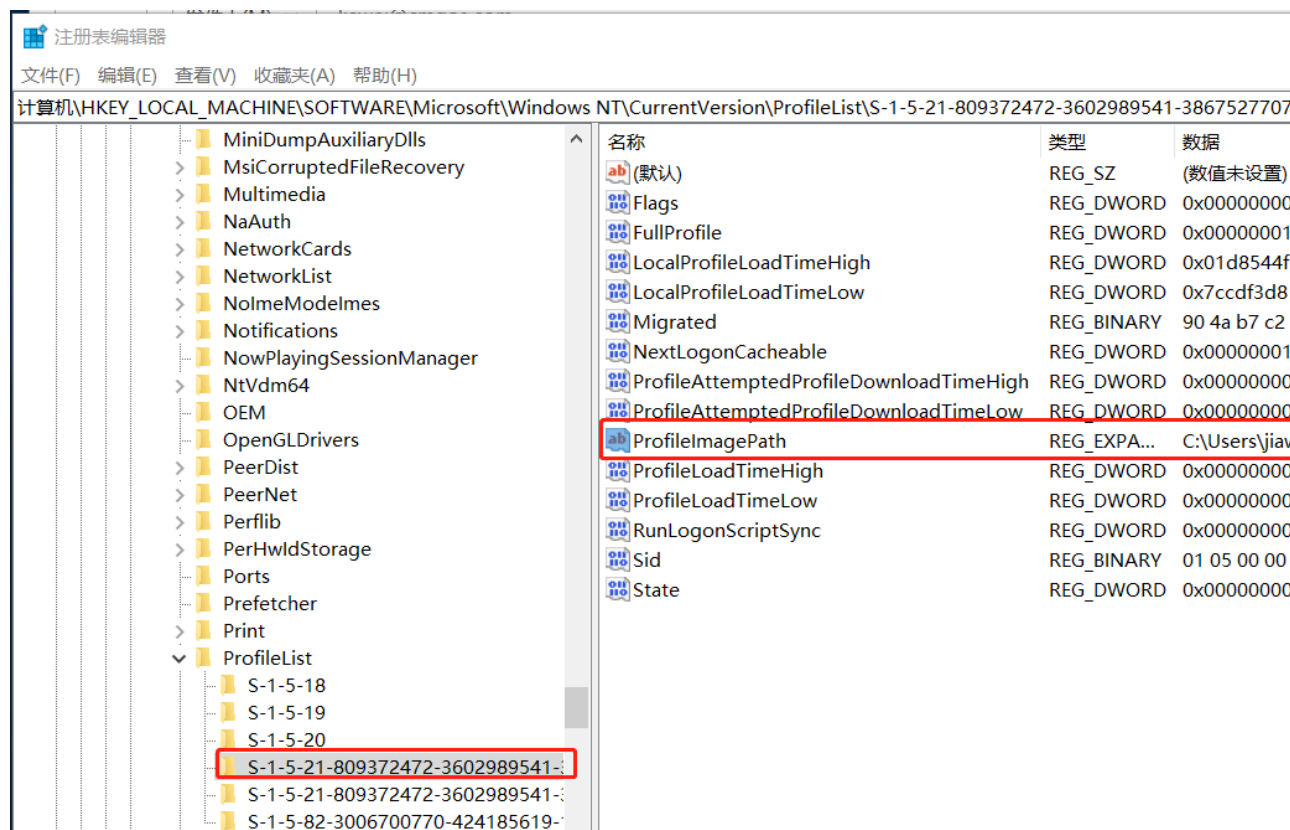 注册表编辑器
文件(F) 编辑(E) 查看(V) 收藏夹(A) 帮助(H)
计算机\HKEY_LOCAL_MACHINE\SOFTWARE\Microsoft\Windows NT\CurrentVersion\ProfileList\S-1-5-21-809372472-3602989541-3867527707
MiniDumpAuxiliaryDlls
MsiCorruptedFileRecovery
Multimedia
NaAuth
NetworkCards
NetworkList
NoImeModeImes
Notifications
NowPlayingSessionManager
NtVdm64
OEM
OpenGLDrivers
PeerDist
PeerNet
Perflib
PerHwIdStorage
Ports
Prefetcher
Print
ProfileList
S-1-5-18
S-1-5-19
S-1-5-20
S-1-5-21-809372472-3602989541-
S-1-5-21-809372472-3602989541-
S-1-5-82-3006700770-424185619-
名称 类型 数据
(默认) REG_SZ (数值未设置)
Flags REG_DWORD 0x00000000
FullProfile REG_DWORD 0x00000001
LocalProfileLoadTimeHigh REG_DWORD 0x01d8544f
LocalProfileLoadTimeLow REG_DWORD 0x7ccdf3d8
Migrated REG_BINARY 90 4a b7 c2
NextLogonCacheable REG_DWORD 0x00000001
ProfileAttemptedProfileDownloadTimeHigh REG_DWORD 0x00000000
ProfileAttemptedProfileDownloadTimeLow REG_DWORD 0x00000000
ProfileImagePath REG_EXPA... C:\Users\jiaw
ProfileLoadTimeHigh REG_DWORD 0x00000000
ProfileLoadTimeLow REG_DWORD 0x00000000
RunLogonScriptSync REG_DWORD 0x00000000
Sid REG_BINARY 01 05 00 00
State REG_DWORD 0x00000000